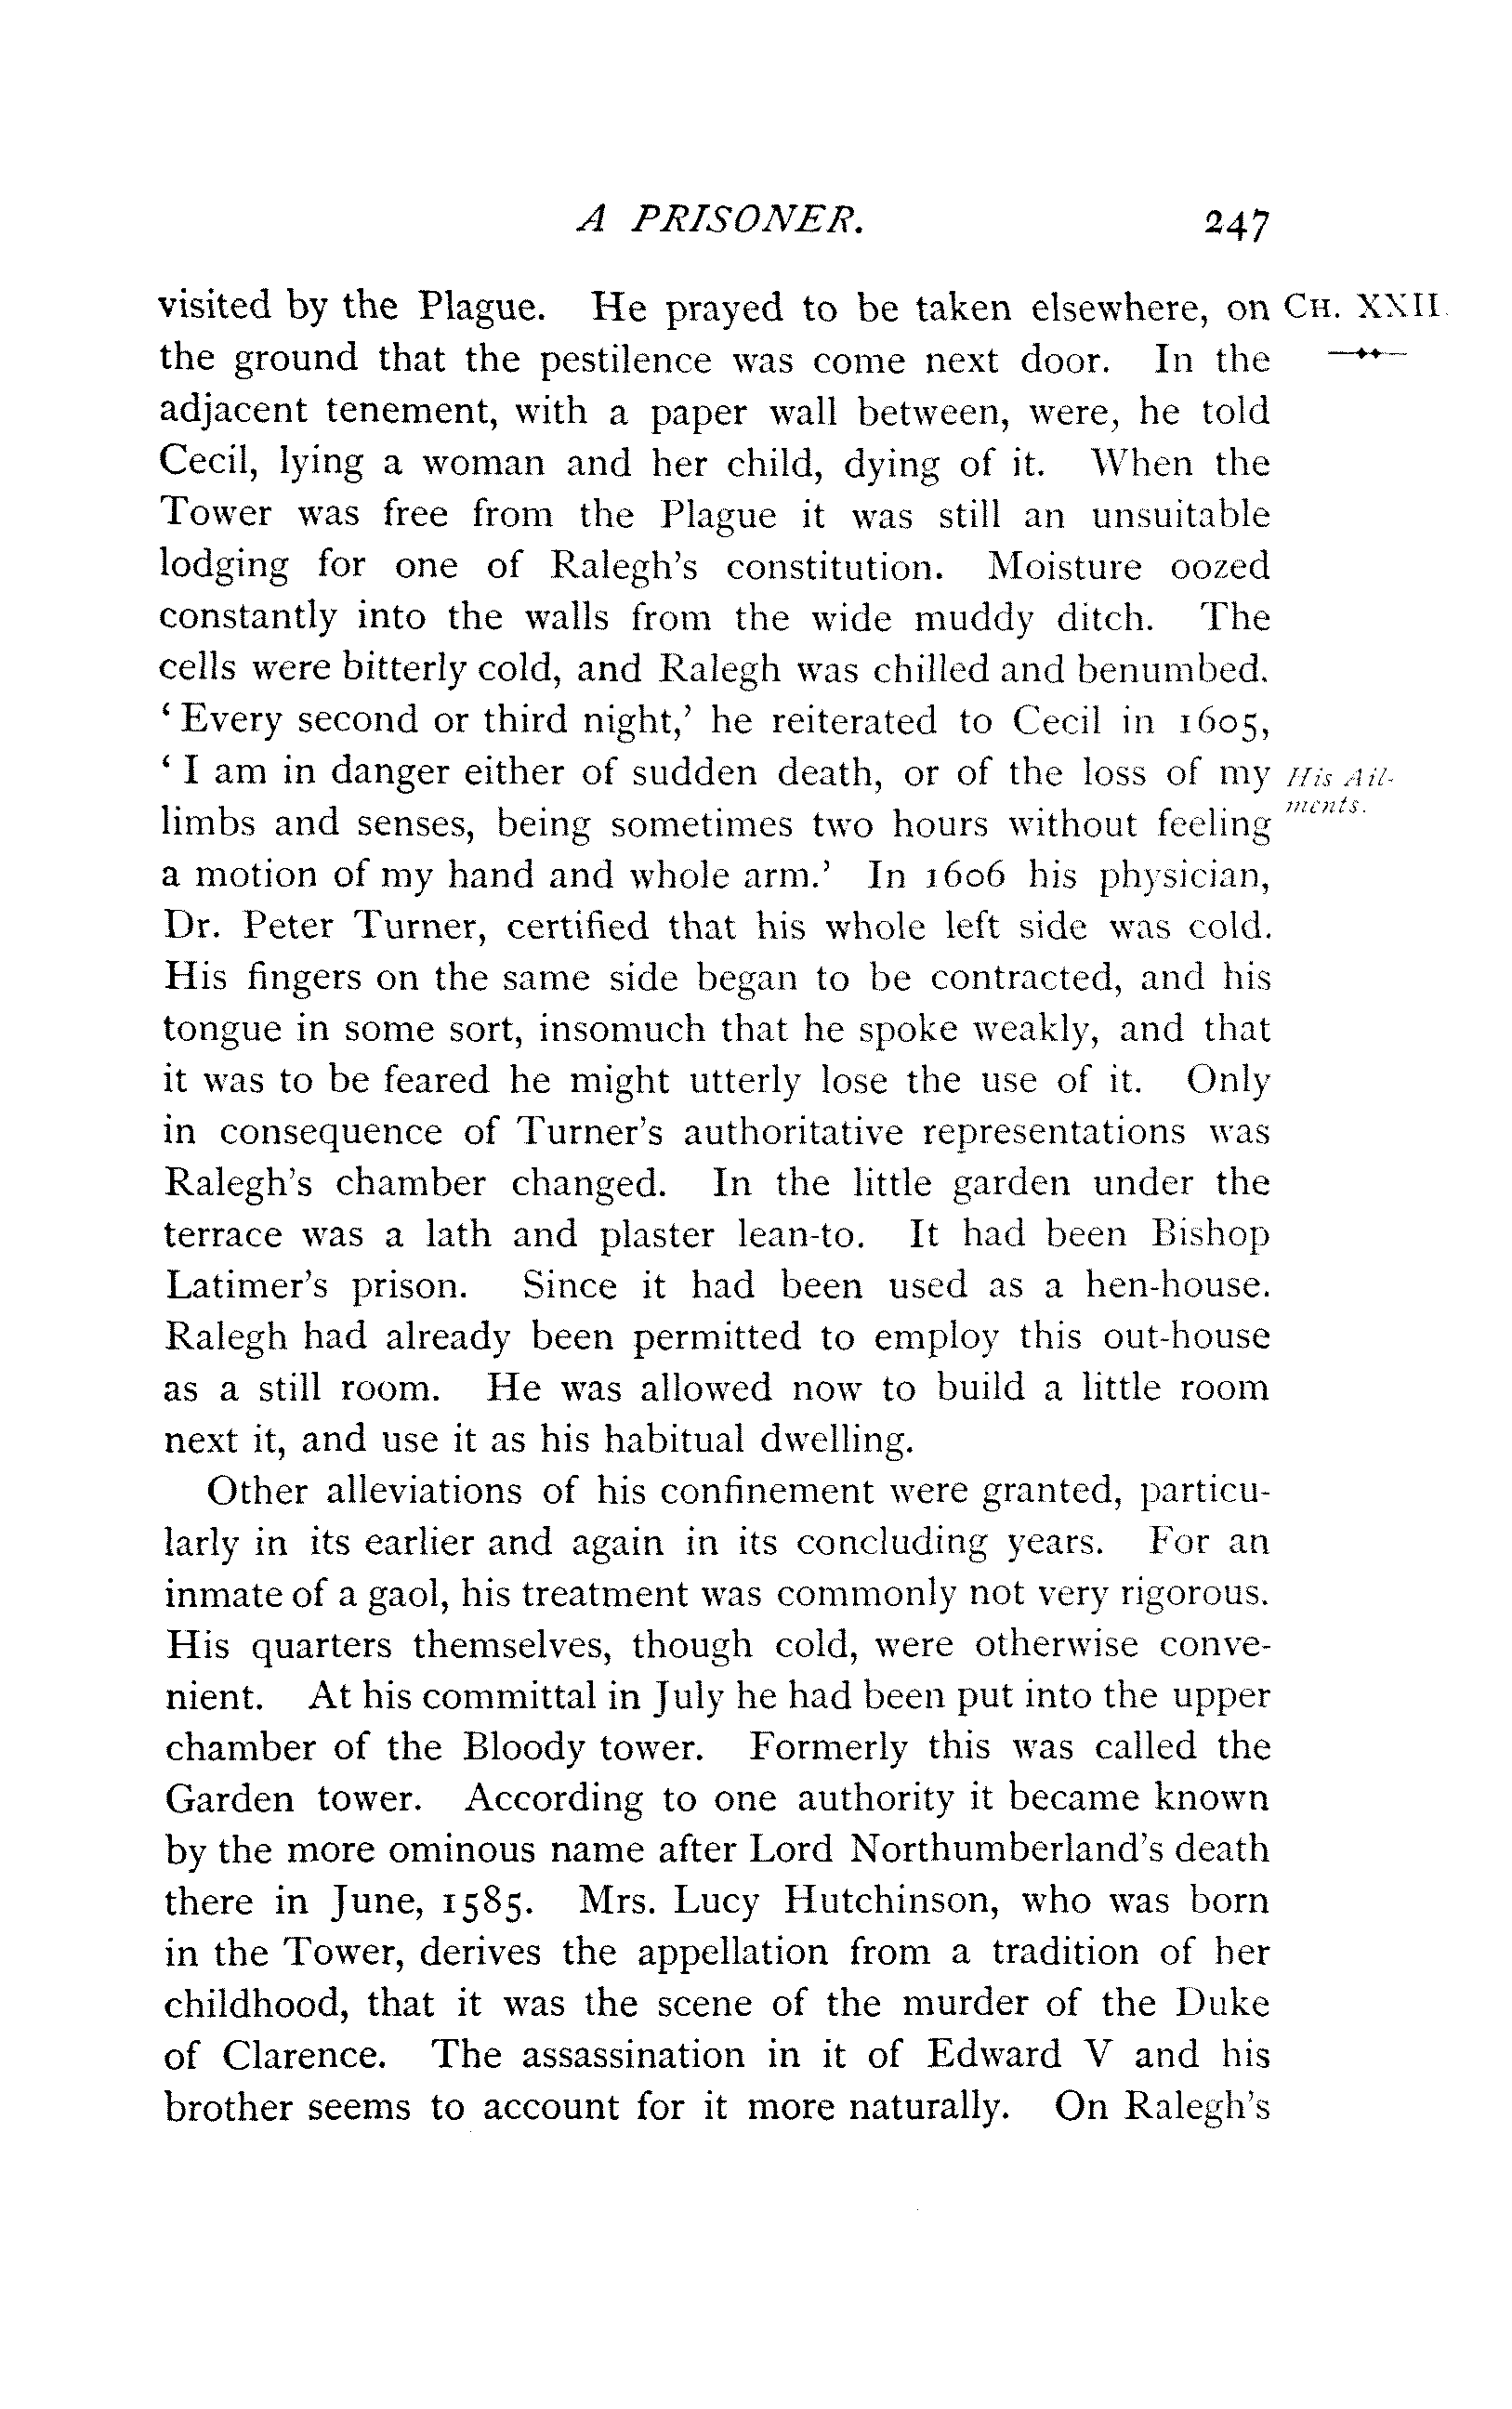 A PRISONER. 247
visited by the Plague. He prayed to be taken elsewhere, on CH. XXII.
the ground that the pestilence was come next door. In the
adjacent tenement, with a paper wall between, were, he told
Cecil, lying a woman and her child, dying of it. When the
Tower was free from the Plague it was still an unsuitable
lodging for one of Ralegh's constitution. Moisture oozed
constantly into the walls from the wide muddy ditch. The
cells were bitterly cold, and Ralegh was chilled and benumbed.
‘Every second or third night,’ he reiterated to Cecil in 1605,
‘I am in danger either of sudden death, or of the loss of my His Ail-
limbs and senses, being sometimes two hours without feeling ments.
a motion of my hand and whole arm.’ In 1606 his physician,
Dr. Peter Turner, certified that his whole left side was cold.
His fingers on the same side began to be contracted, and his
tongue in some sort, insomuch that he spoke weakly, and that
it was to be feared he might utterly lose the use of it. Only
in consequence of Turner's authoritative representations was
Ralegh's chamber changed. In the little garden under the
terrace was a lath and plaster lean-to. It had been Bishop
Latimer's prison. Since it had been used as a hen-house.
Ralegh had already been permitted to employ this out-house
as a still room. He was allowed now to build a little room
next it, and use it as his habitual dwelling.
Other alleviations of his confinement were granted, particu-
larly in its earlier and again in its concluding years. For an
inmate of a gaol, his treatment was commonly not very rigorous.
His quarters themselves, though cold, were otherwise conve-
nient. At his committal in July he had been put into the upper
chamber of the Bloody tower. Formerly this was called the
Garden tower. According to one authority it became known
by the more ominous name after Lord Northumberland's death
there in June, 1585. Mrs. Lucy Hutchinson, who was born
in the Tower, derives the appellation from a tradition of her
childhood, that it was the scene of the murder of the Duke
of Clarence. The assassination in it of Edward V and his
brother seems to account for it more naturally. On Ralegh's